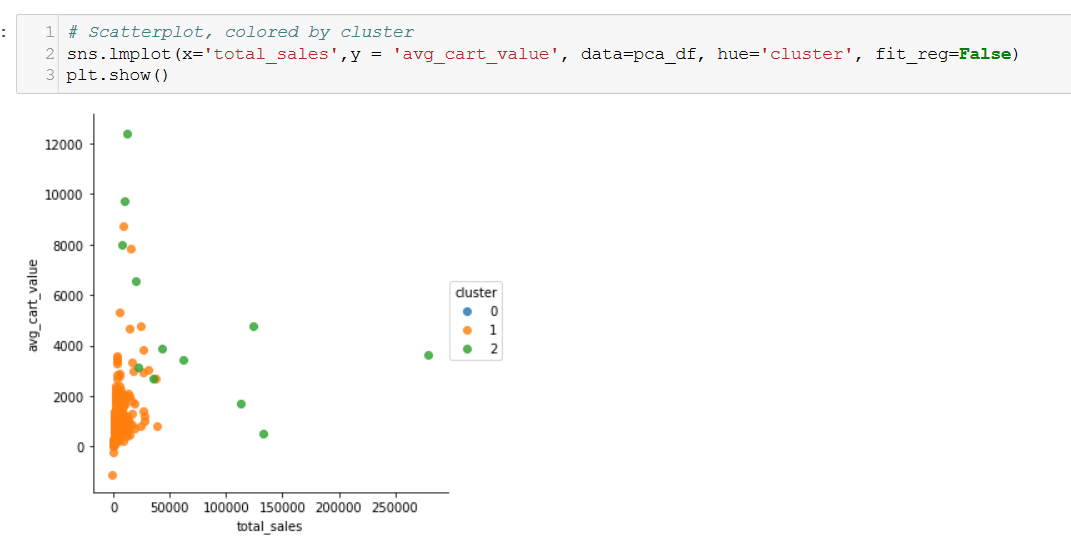 : 1 # Scatterplot, colored by cluster
2 sns.lmplot(x='total_sales',y = 'avg_cart_value', data=pca_df, hue='cluster', fit_reg=False)
3 plt.show()
12000
10000
8000
6000
4000
2000
0
avg_cart_value
cluster
0
1
2
0 50000 100000 150000 200000 250000
total_sales